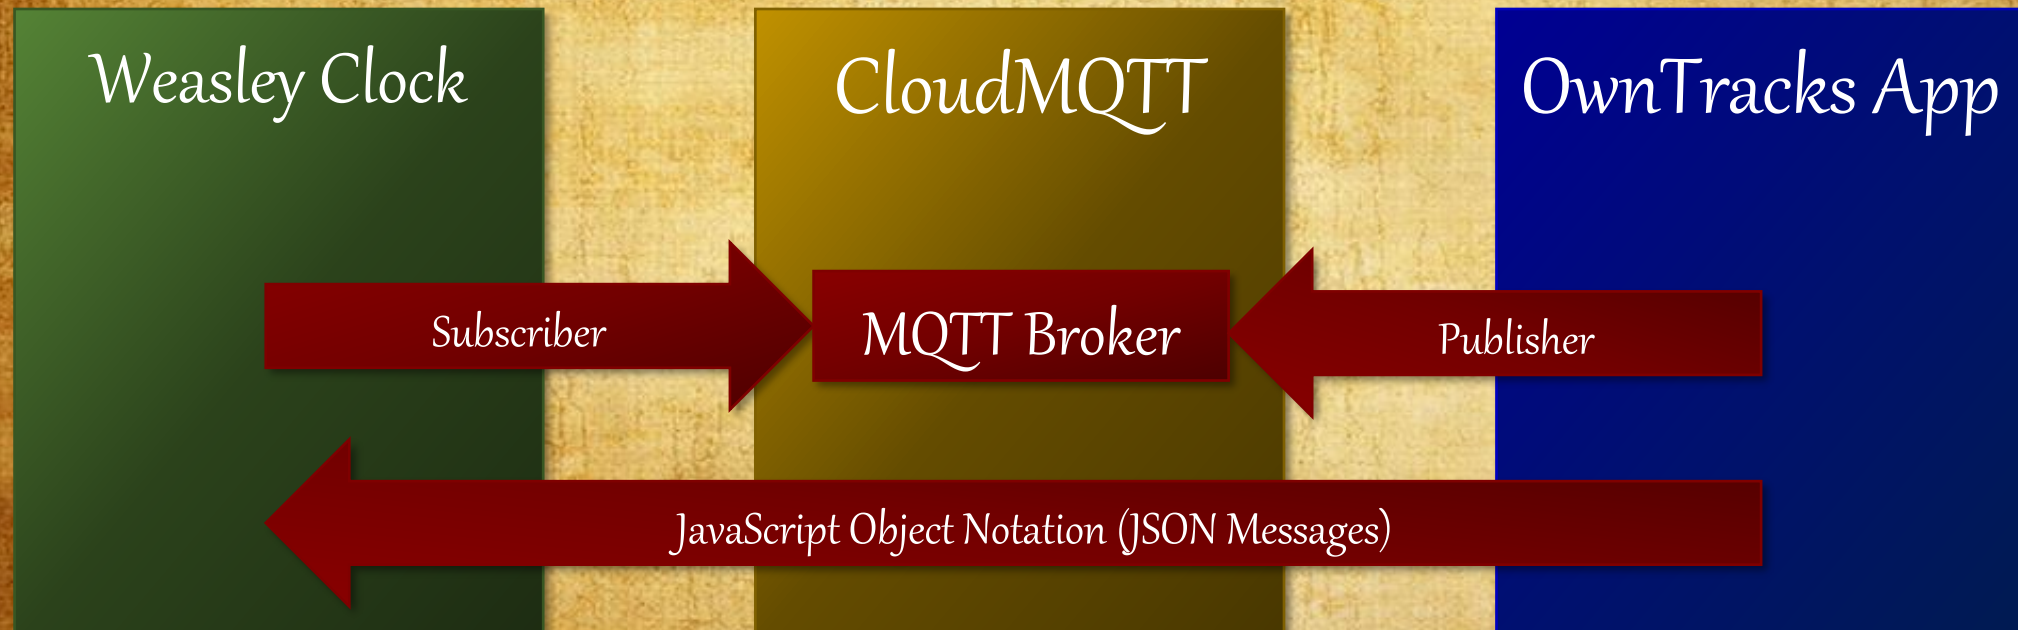 Weasley Clock
CloudMQTT
OwnTracks App
Subscriber
MQTT Broker
Publisher
JavaScript Object Notation (JSON Messages)